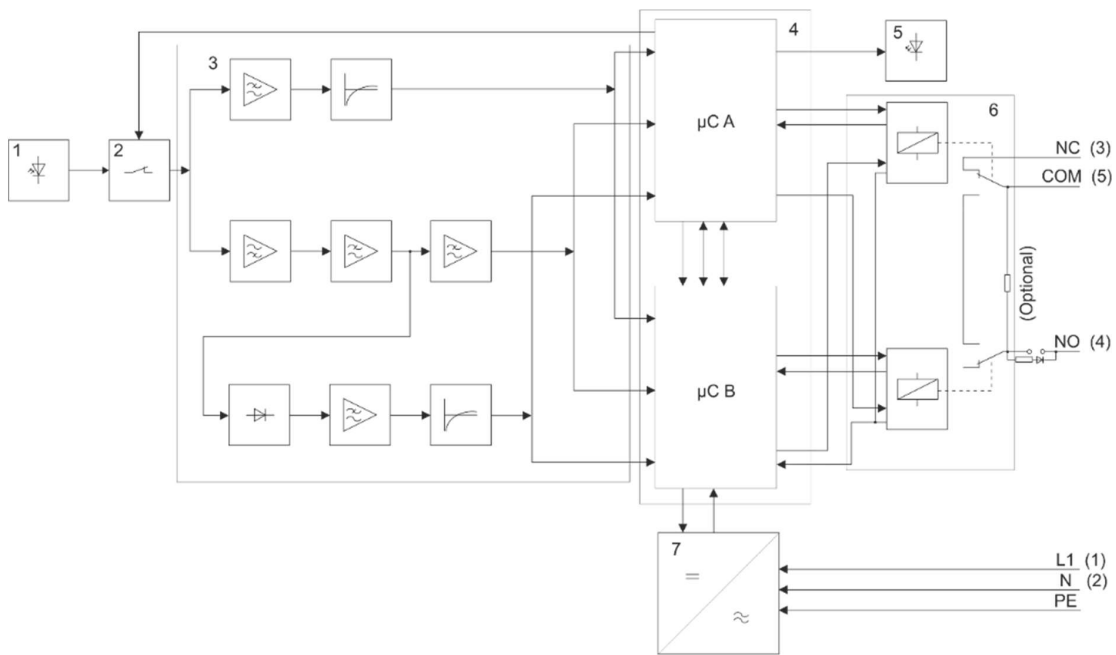 1
2
3
4
5
6
7
µC A
µC B
NC (3)
COM (5)
(Optional)
NO (4)
L1 (1)
N (2)
PE